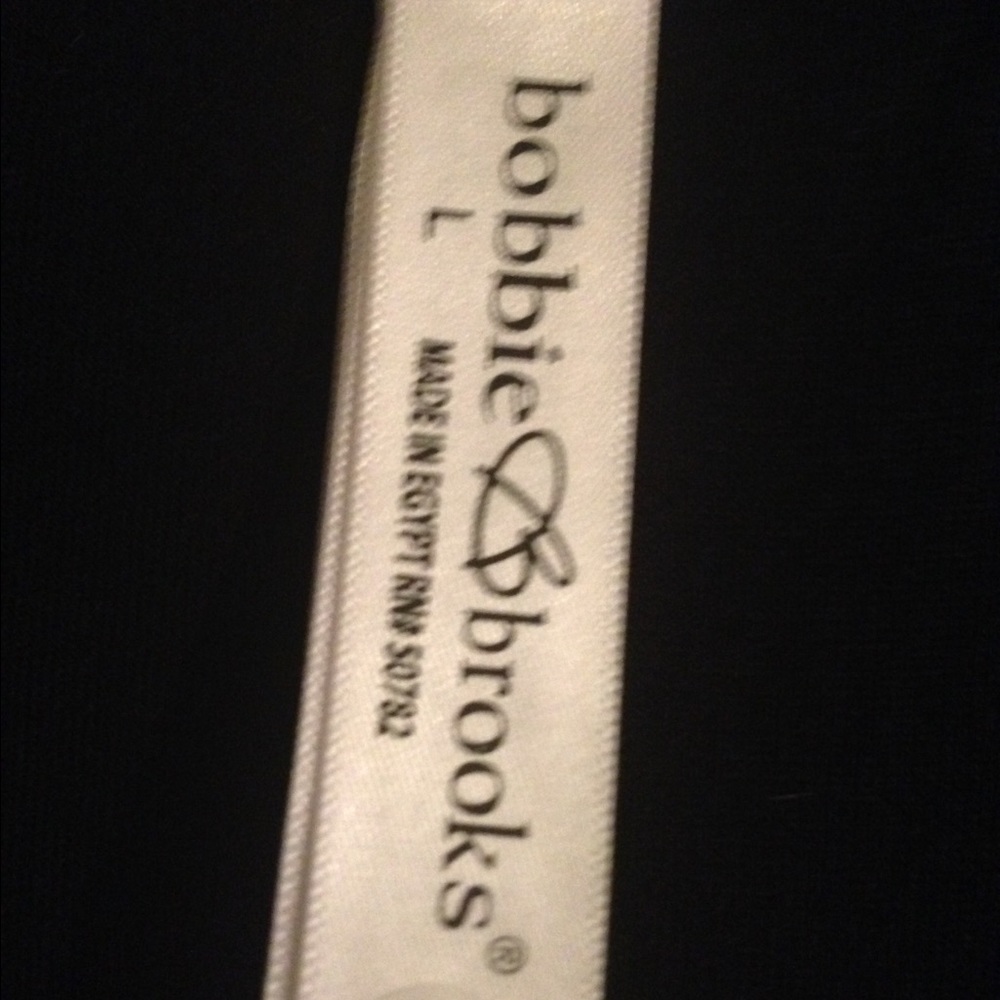 bobbie B brooks®
L MADE IN EGYPT RN# 50782